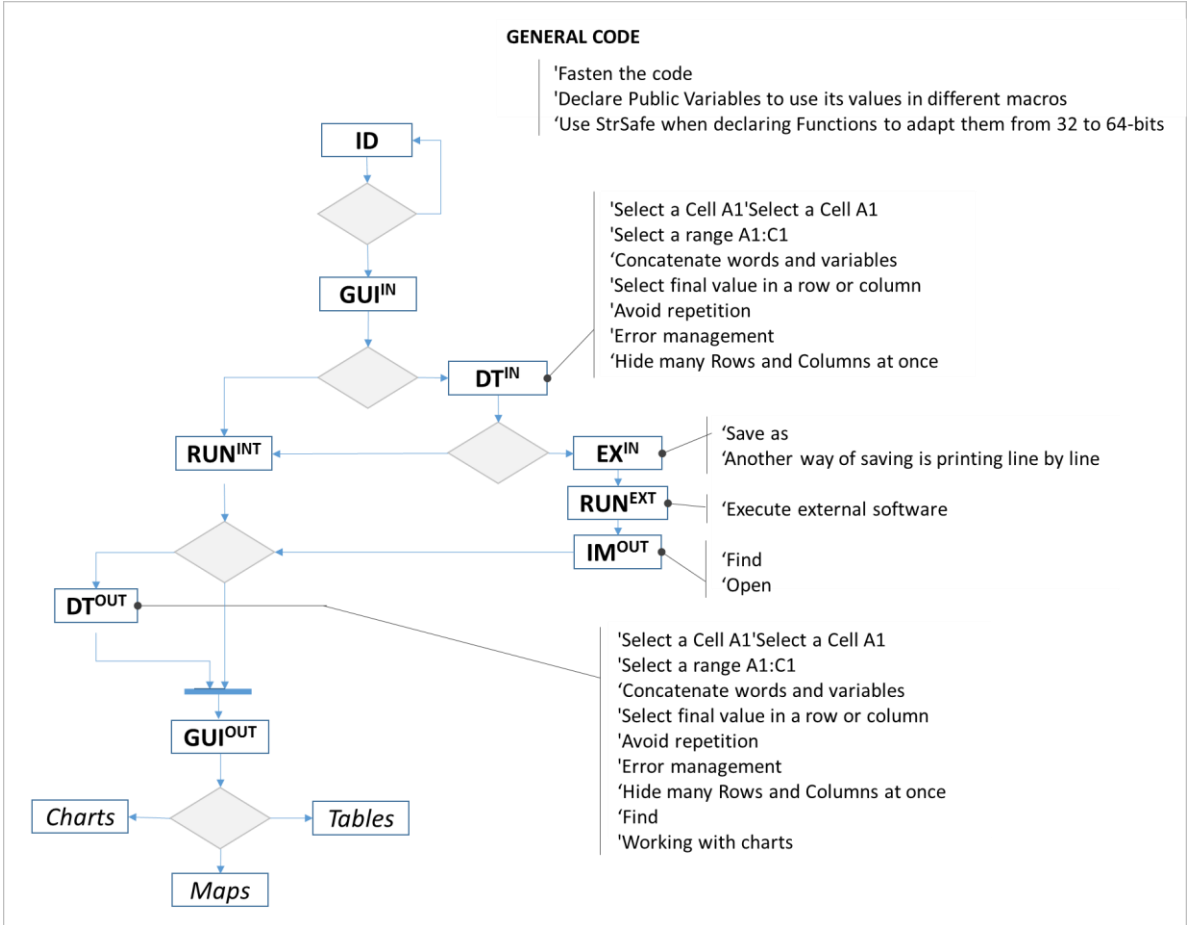 GENERAL CODE
'Fasten the code
'Declare Public Variables to use its values in different macros
‘Use StrSafe when declaring Functions to adapt them from 32 to 64-bits
ID
GUIIN
DTIN
'Select a Cell A1'Select a Cell A1
'Select a range A1:C1
‘Concatenate words and variables
'Select final value in a row or column
'Avoid repetition
'Error management
‘Hide many Rows and Columns at once
RUNINT
EXIN
‘Save as
‘Another way of saving is printing line by line
RUNEXT
‘Execute external software
IMOUT
‘Find
‘Open
DTOUT
'Select a Cell A1'Select a Cell A1
'Select a range A1:C1
‘Concatenate words and variables
'Select final value in a row or column
'Avoid repetition
'Error management
‘Hide many Rows and Columns at once
‘Find
'Working with charts
GUIOUT
Charts
Tables
Maps